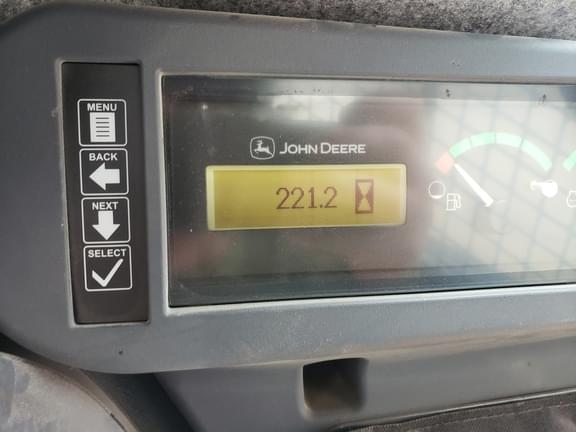 MENU
BACK
NEXT
SELECT
JOHN DEERE
221.2